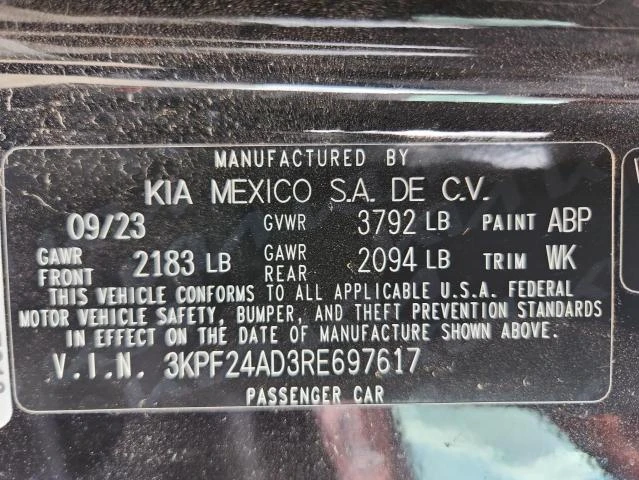 MANUFACTURED BY
KIA MEXICO S.A. DE C.V.
09/23 GVWR 3792 LB PAINT ABP
GAWR FRONT 2183 LB GAWR REAR 2094 LB TRIM WK
THIS VEHICLE CONFORMS TO ALL APPLICABLE U.S.A. FEDERAL
MOTOR VEHICLE SAFETY, BUMPER, AND THEFT PREVENTION STANDARDS
IN EFFECT ON THE DATE OF MANUFACTURE SHOWN ABOVE.
V.I.N. 3KPF24AD3RE697617
PASSENGER CAR